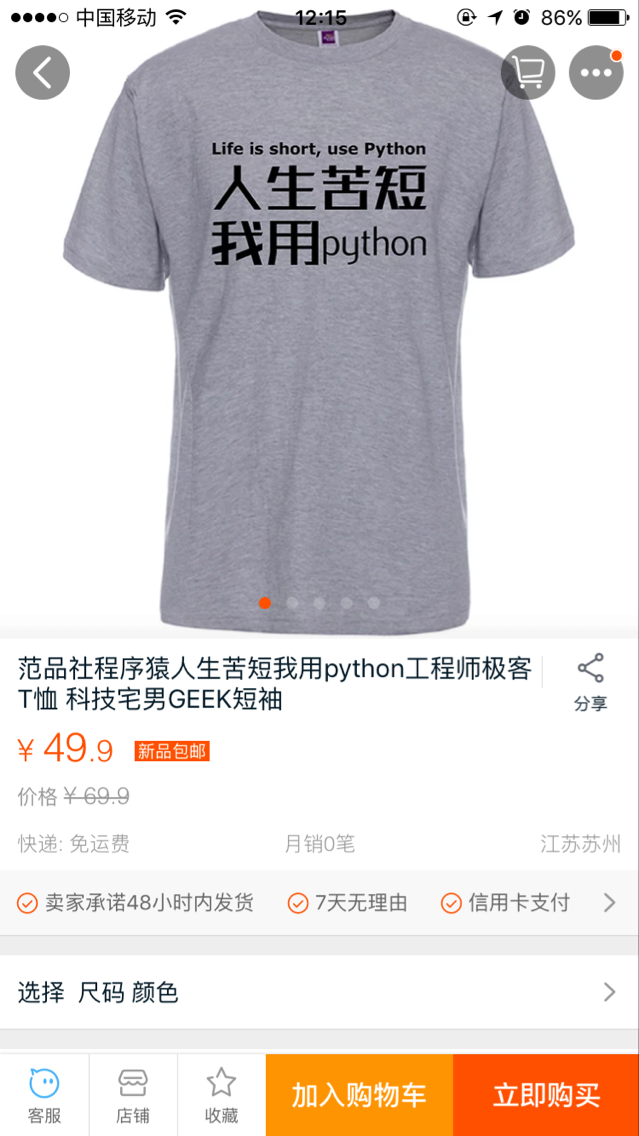 中国移动 12:15 86%
Life is short, use Python
人生苦短
我用python
范品社程序猿人生苦短我用python工程师极客
T恤 科技宅男GEEK短袖
分享
¥ 49.9 新品包邮
价格 ¥ 69.9
快递: 免运费 月销0笔 江苏苏州
卖家承诺48小时内发货 7天无理由 信用卡支付
选择 尺码 颜色
客服 店铺 收藏 加入购物车 立即购买